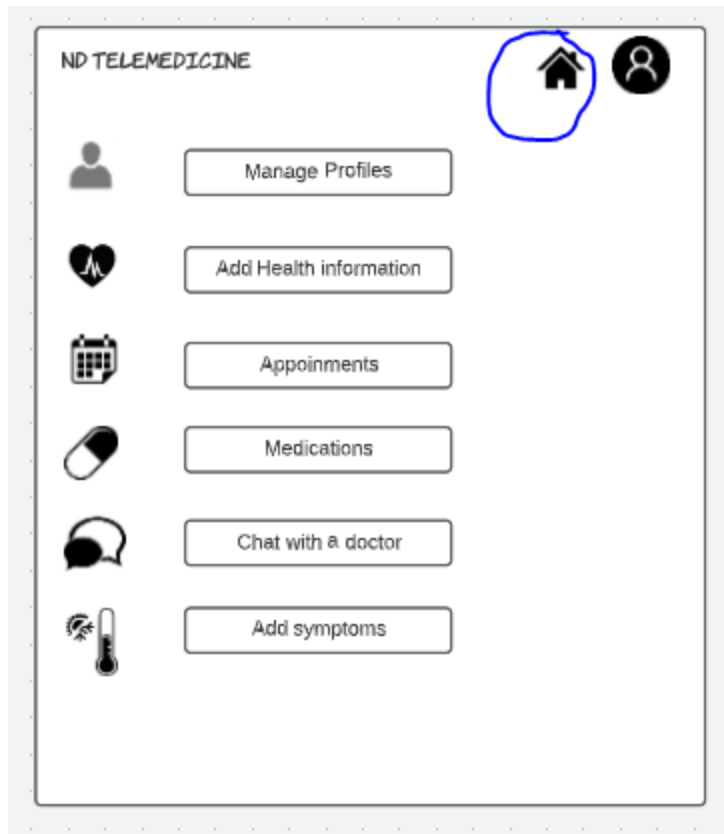 ND TELEMEDICINE
Manage Profiles
Add Health information
Appoinments
Medications
Chat with a doctor
Add symptoms